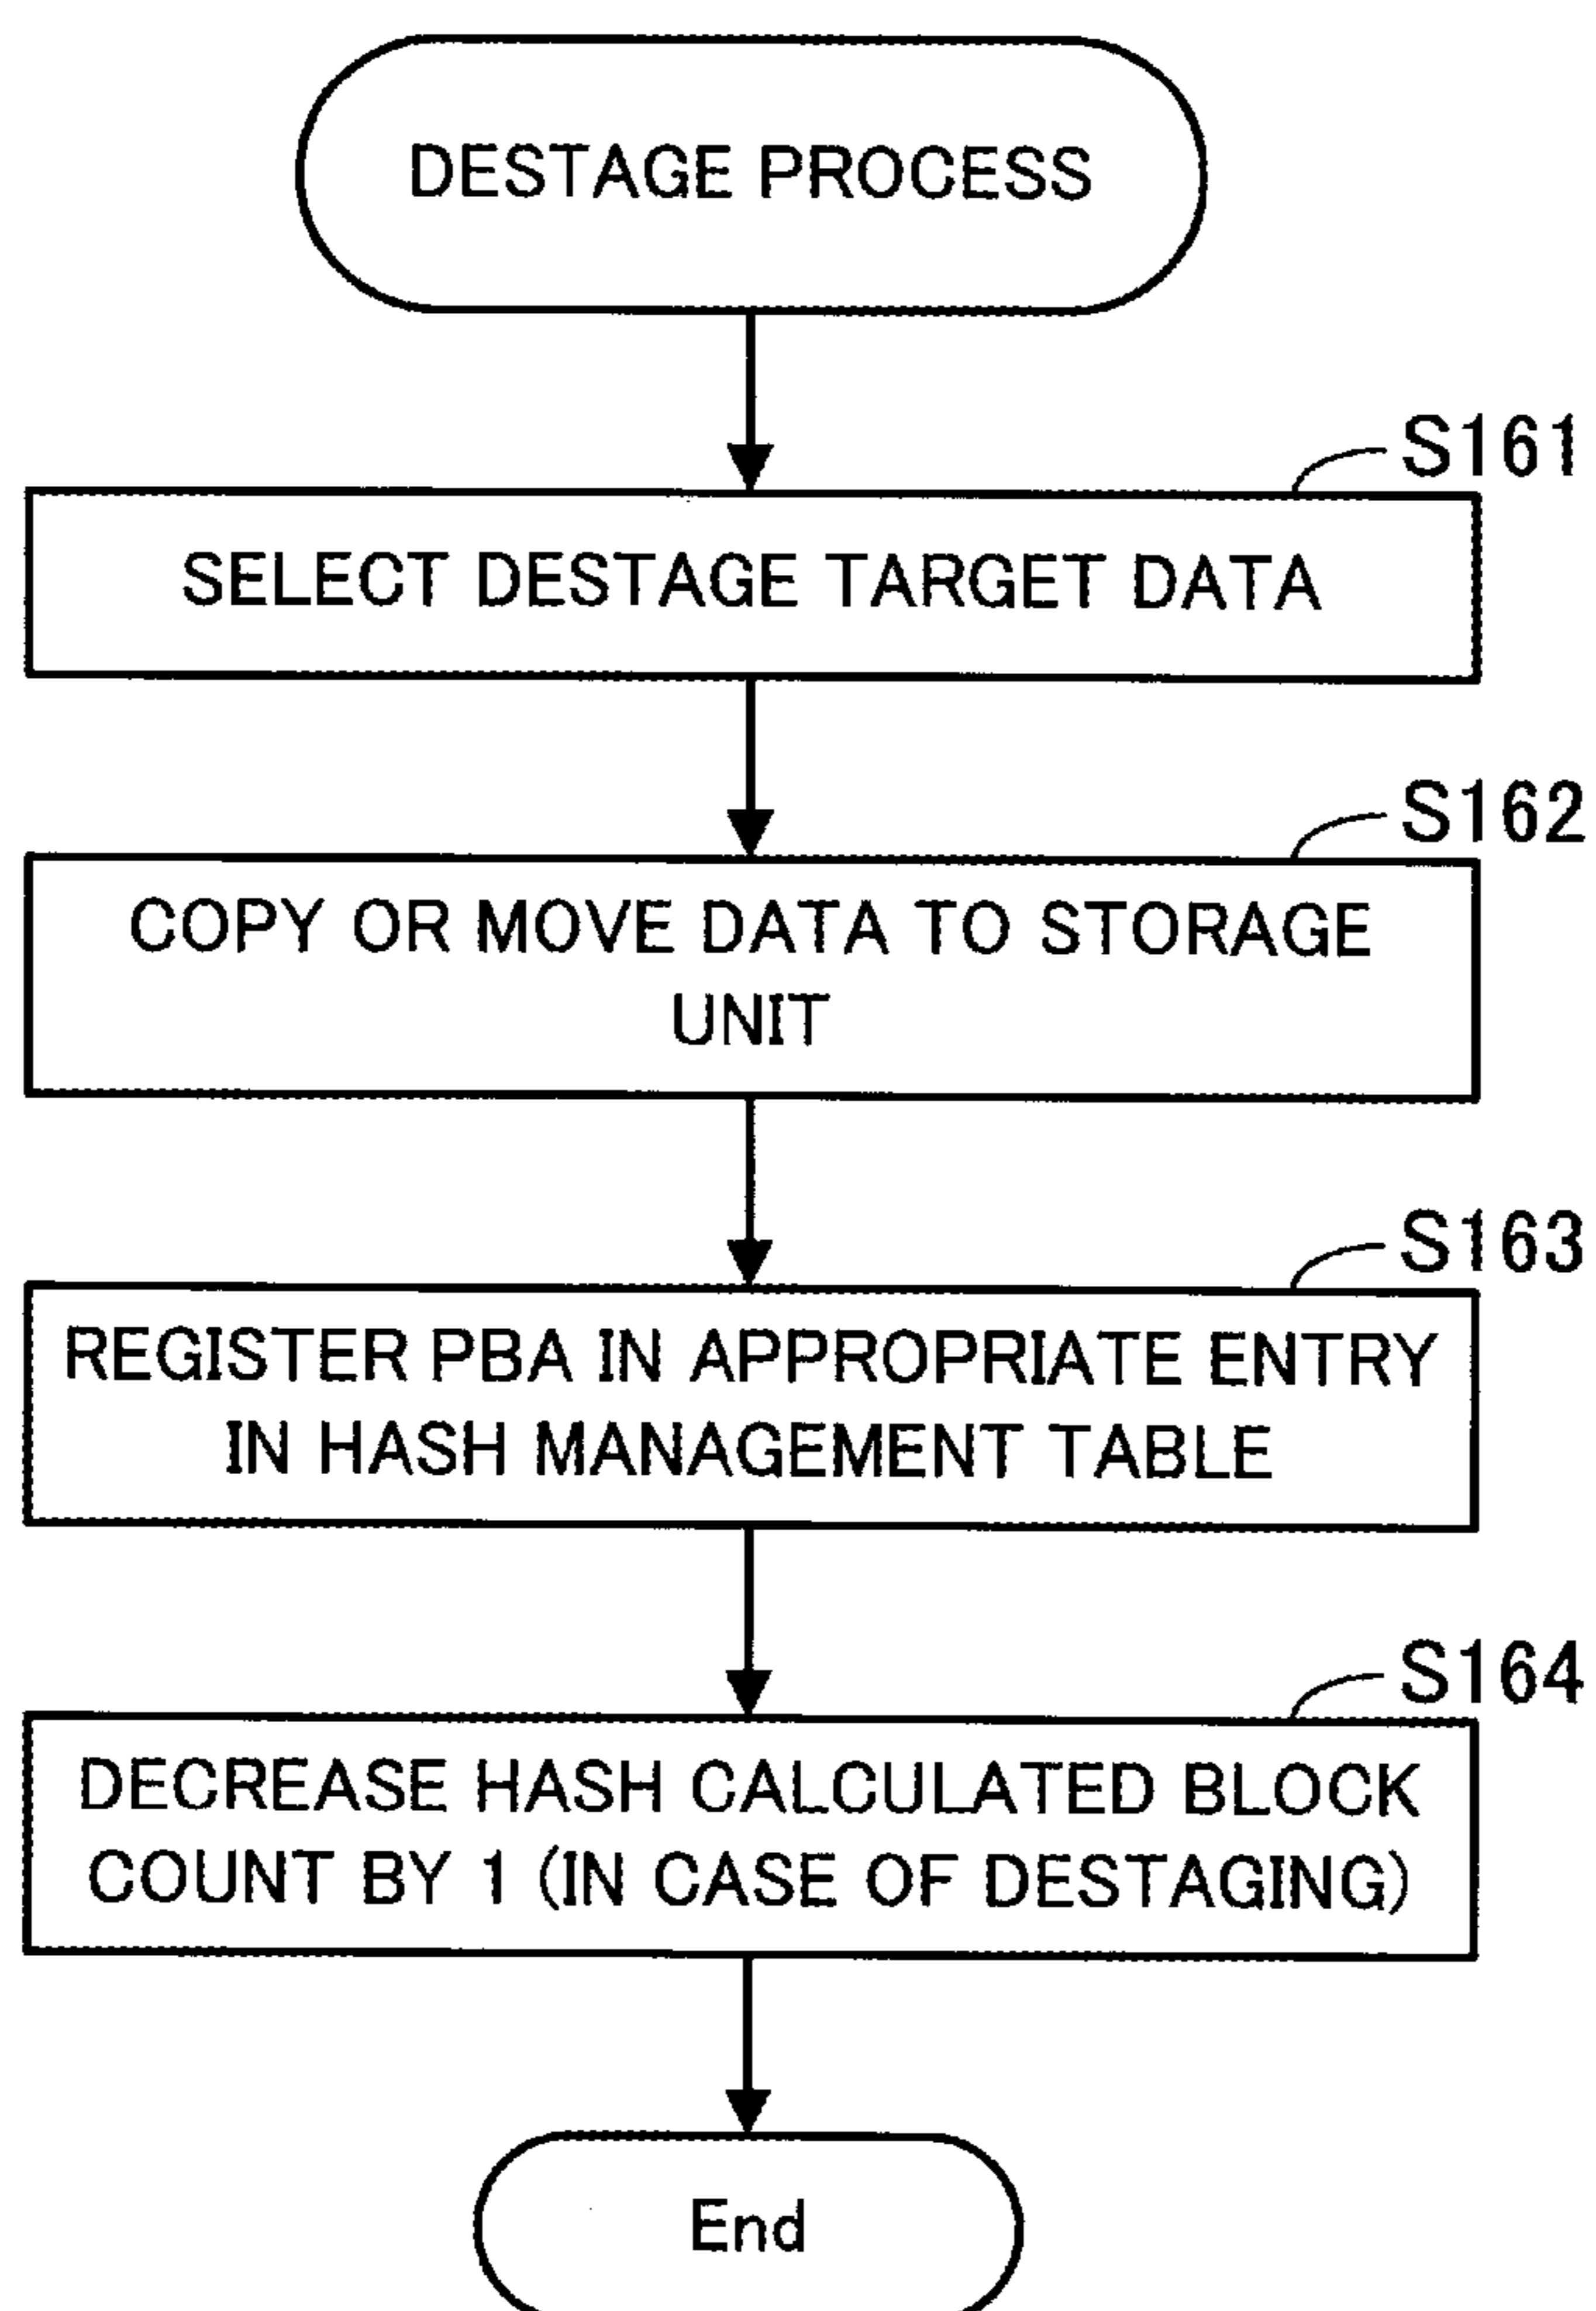 DESTAGE PROCESS
S161
SELECT DESTAGE TARGET DATA
S162
COPY OR MOVE DATA TO STORAGE
UNIT
S163
REGISTER PBA IN APPROPRIATE ENTRY
IN HASH MANAGEMENT TABLE
S164
DECREASE HASH CALCULATED BLOCK
COUNT BY 1 (IN CASE OF DESTAGING)
End